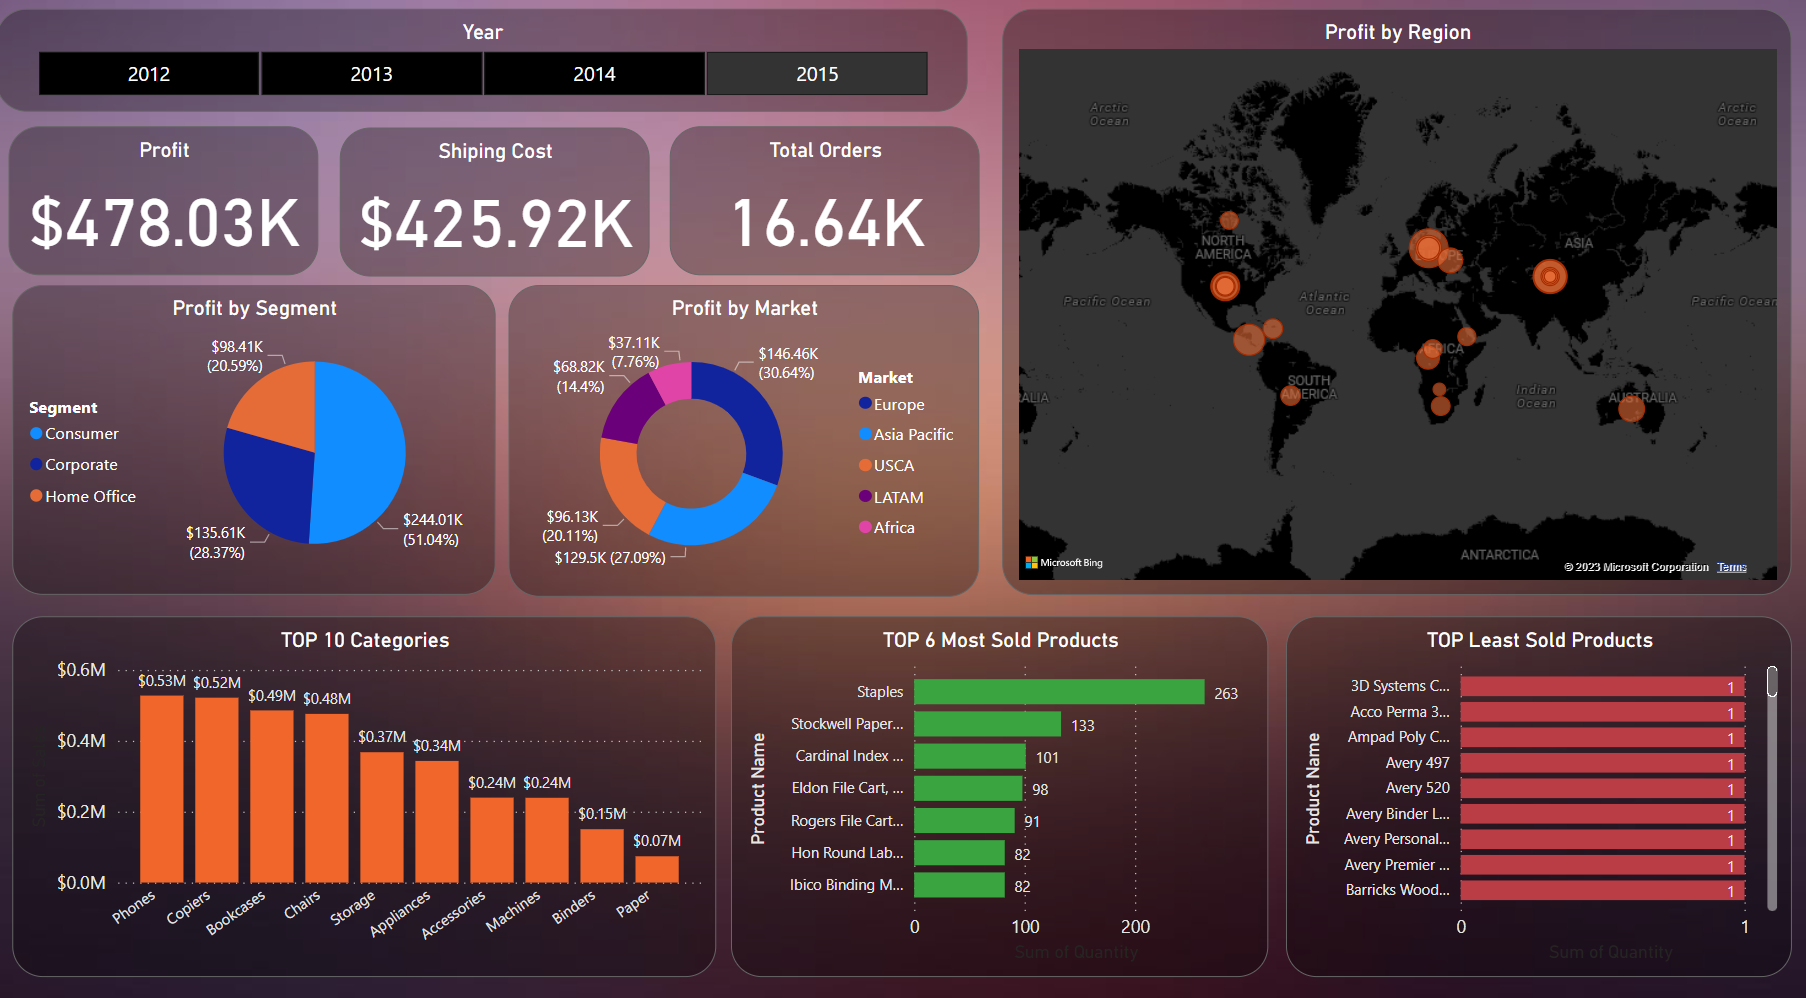 Year
2012
2013
2014
2015
Profit
$478.03K
Shiping Cost
$425.92K
Total Orders
16.64K
Profit by Region
Arctic
Ocean
Arctic
Ocean
NORTH
AMERICA
ASIA
Pacific Ocean
Atlantic
Ocean
Pacific Ocean
SOUTH
AMERICA
Indian
Ocean
RALIA
AUSTRALIA
ANTARCTICA
Microsoft Bing
© 2023 Microsoft Corporation Terms
Profit by Segment
Segment
Consumer
Corporate
Home Office
$98.41K
(20.59%)
$135.61K
(28.37%)
$244.01K
(51.04%)
Profit by Market
$37.11K
(7.76%)
$68.82K
(14.4%)
$146.46K
(30.64%)
$96.13K
(20.11%)
$129.5K (27.09%)
Market
Europe
Asia Pacific
USCA
LATAM
Africa
TOP 10 Categories
$0.6M
$0.4M
$0.2M
$0.0M
$0.53M
$0.52M
$0.49M
$0.48M
$0.37M
$0.34M
$0.24M
$0.24M
$0.15M
$0.07M
Phones
Copiers
Bookcases
Chairs
Storage
Appliances
Accessories
Machines
Binders
Paper
TOP 6 Most Sold Products
Product Name
Staples 263
Stockwell Paper... 133
Cardinal Index ... 101
Eldon File Cart, ... 98
Rogers File Cart... 91
Hon Round Lab... 82
Ibico Binding M... 82
0 100 200
Sum of Quantity
TOP Least Sold Products
Product Name
3D Systems C... 1
Acco Perma 3... 1
Ampad Poly C... 1
Avery 497 1
Avery 520 1
Avery Binder L... 1
Avery Personal... 1
Avery Premier ... 1
Barricks Wood... 1
0 1
Sum of Quantity